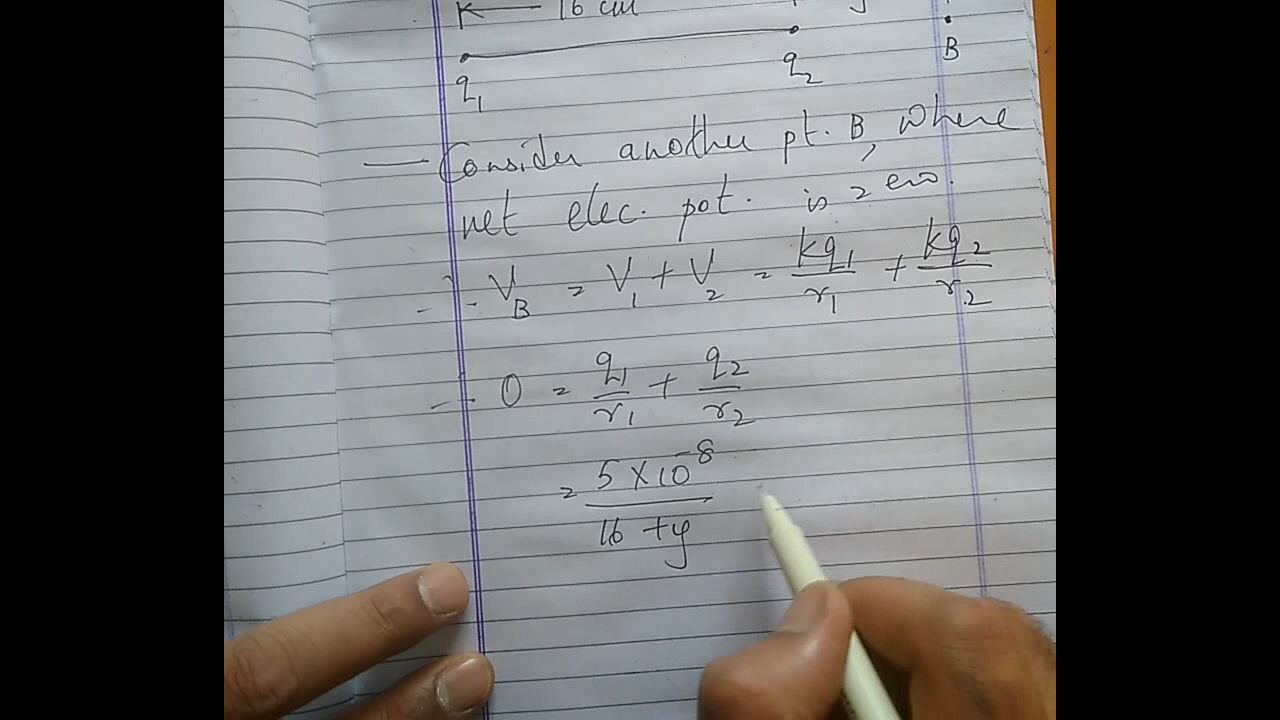 16 cm
q1 q2 B
Consider another pt. B, where
net elec. pot. is zero.
∴ VB = V1 + V2 = kq1/r1 + kq2/r2
∴ 0 = q1/r1 + q2/r2
= 5 × 10^-8 / 16 + y